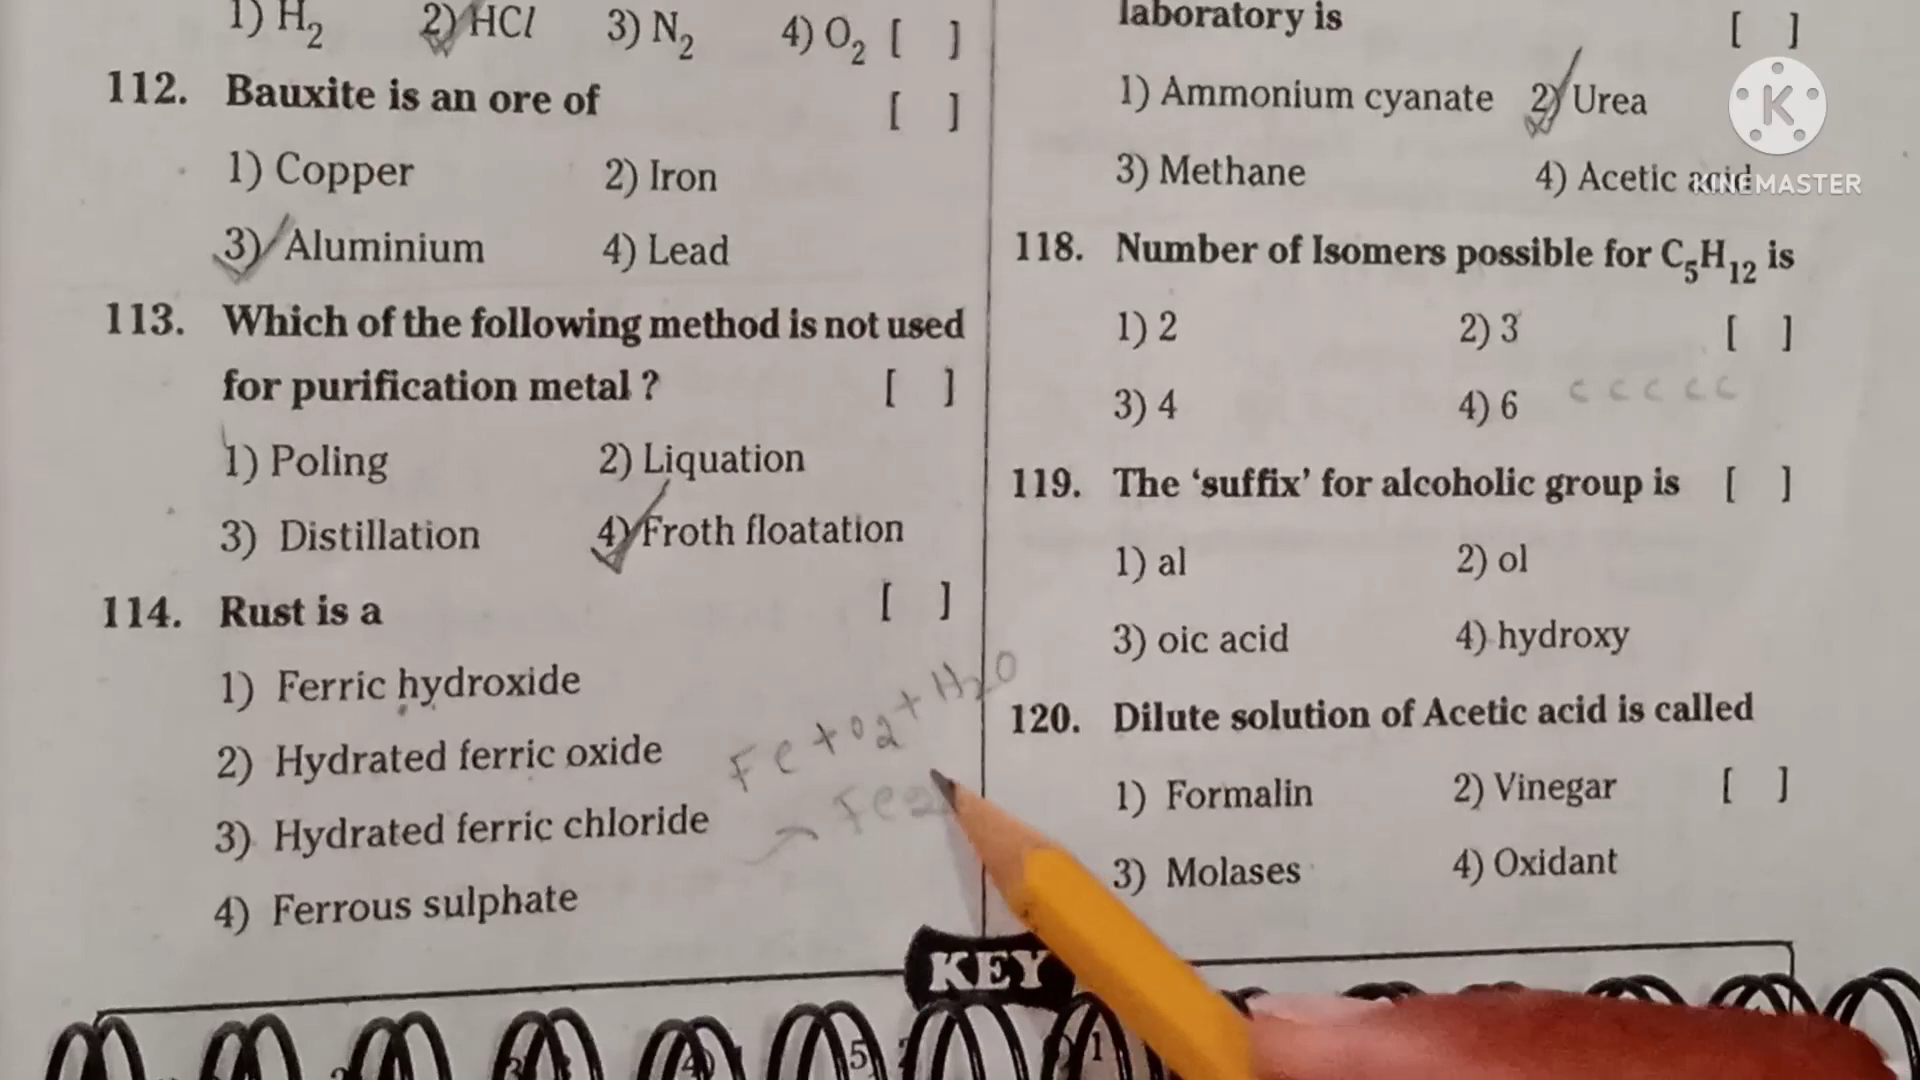 1) H2 2) HCl 3) N2 4) O2 [ ]
112. Bauxite is an ore of [ ]
1) Copper 2) Iron
3) Aluminium 4) Lead
113. Which of the following method is not used
for purification metal ? [ ]
1) Poling 2) Liquation
3) Distillation 4) Froth floatation
114. Rust is a [ ]
1) Ferric hydroxide
2) Hydrated ferric oxide
3) Hydrated ferric chloride
4) Ferrous sulphate
Fe + O2 + H2O
→ Fe2
laboratory is [ ]
1) Ammonium cyanate 2) Urea
3) Methane 4) Acetic acid
118. Number of Isomers possible for C5H12 is
1) 2 2) 3 [ ]
3) 4 4) 6
C C C C C
119. The ‘suffix’ for alcoholic group is [ ]
1) al 2) ol
3) oic acid 4) hydroxy
120. Dilute solution of Acetic acid is called
1) Formalin 2) Vinegar [ ]
3) Molases 4) Oxidant
KEY
K
KINEMASTER